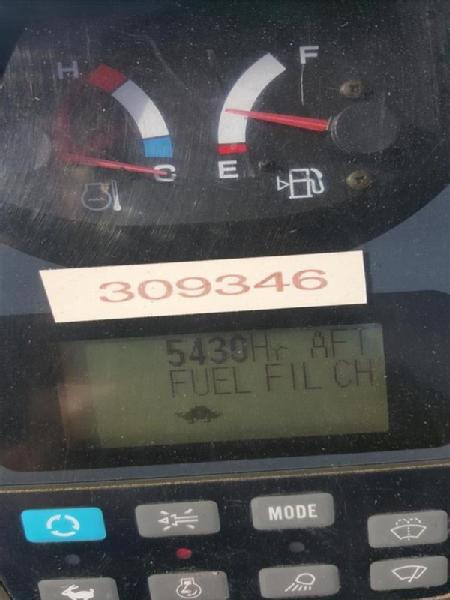 H
F
C
E
309346
5430Hr AFT
FUEL FIL CH
MODE